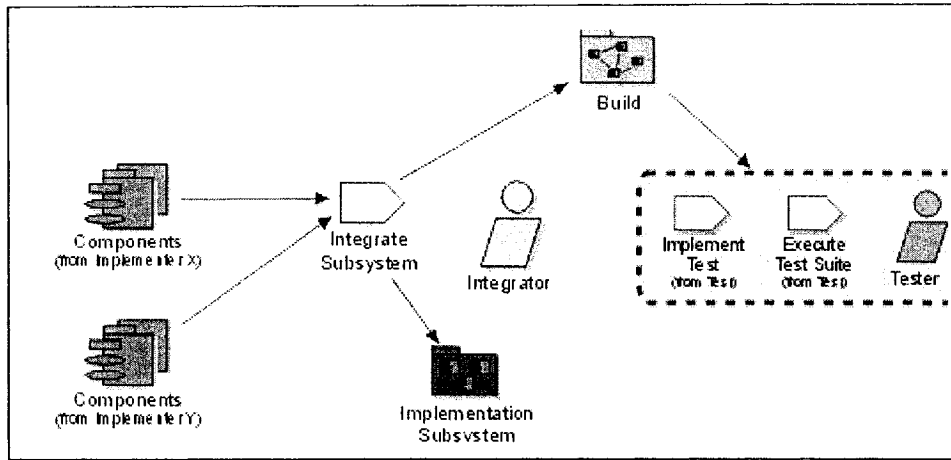 Build
Components
(from Implementer X)
Integrate
Subsystem
Integrator
Implement
Test
(from Test)
Execute
Test Suite
(from Test)
Tester
Components
(from Implementer Y)
Implementation
Subsystem